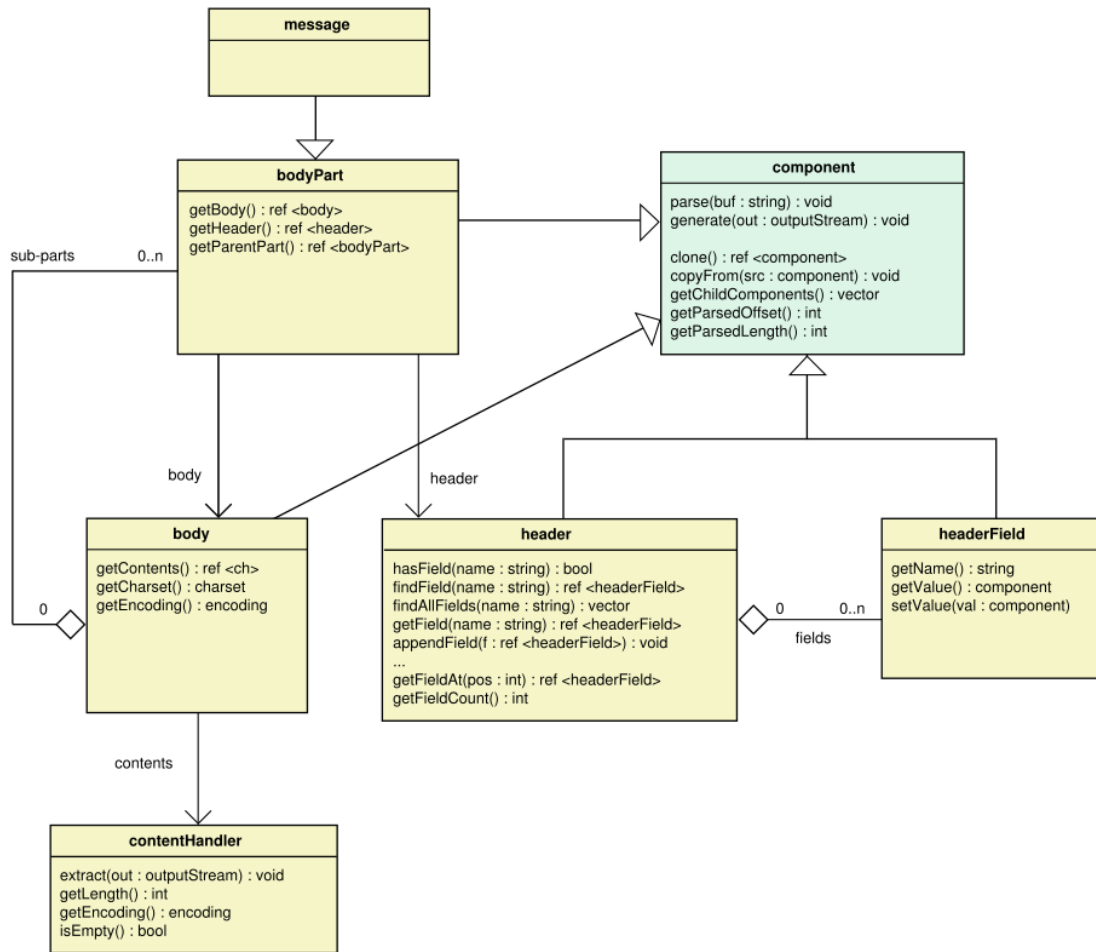 message
bodyPart
getBody() : ref <body>
getHeader() : ref <header>
getParentPart() : ref <bodyPart>
component
parse(buf : string) : void
generate(out : outputStream) : void
clone() : ref <component>
copyFrom(src : component) : void
getChildComponents() : vector
getParsedOffset() : int
getParsedLength() : int
sub-parts
0..n
body
header
body
getContents() : ref <ch>
getCharset() : charset
getEncoding() : encoding
0
header
hasField(name : string) : bool
findField(name : string) : ref <headerField>
findAllFields(name : string) : vector
getField(name : string) : ref <headerField>
appendField(f : ref <headerField>) : void
...
getFieldAt(pos : int) : ref <headerField>
getFieldCount() : int
0
0..n
fields
headerField
getName() : string
getValue() : component
setValue(val : component)
contents
contentHandler
extract(out : outputStream) : void
getLength() : int
getEncoding() : encoding
isEmpty() : bool